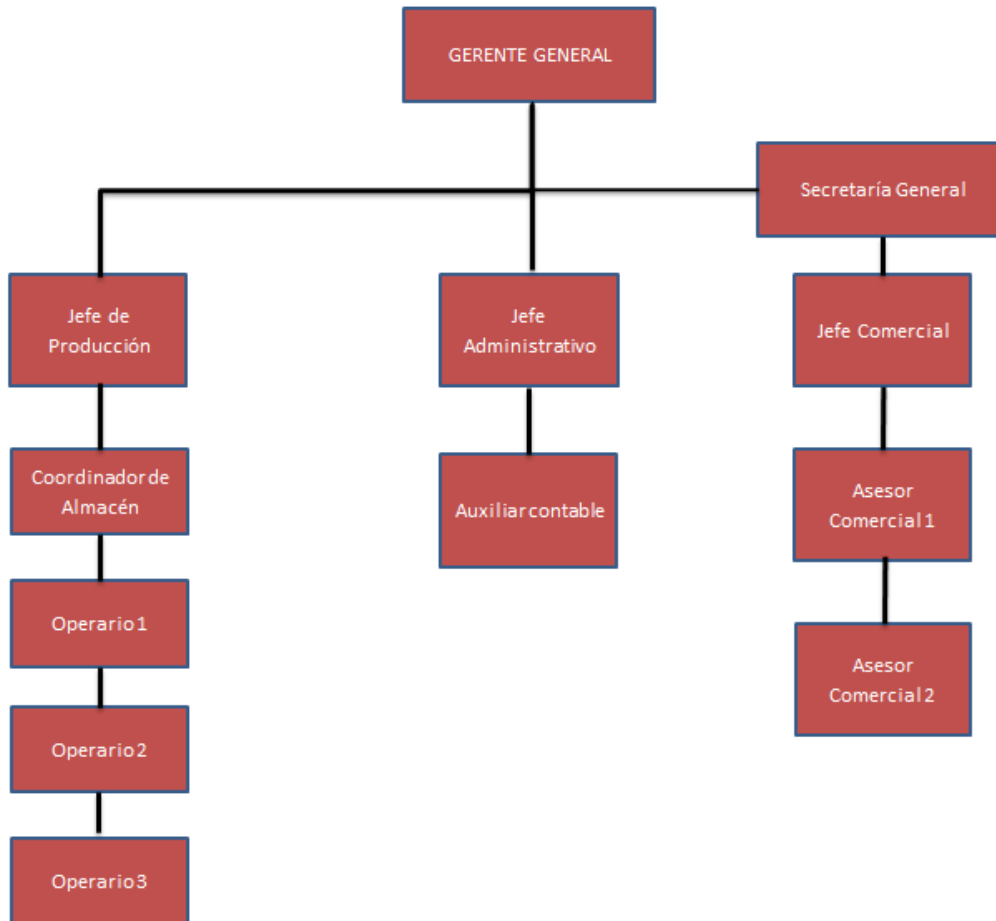 GERENTE GENERAL
Secretaría General
Jefe de
Producción
Jefe
Administrativo
Jefe Comercial
Coordinador de
Almacén
Auxiliar contable
Asesor
Comercial 1
Operario 1
Asesor
Comercial 2
Operario 2
Operario 3